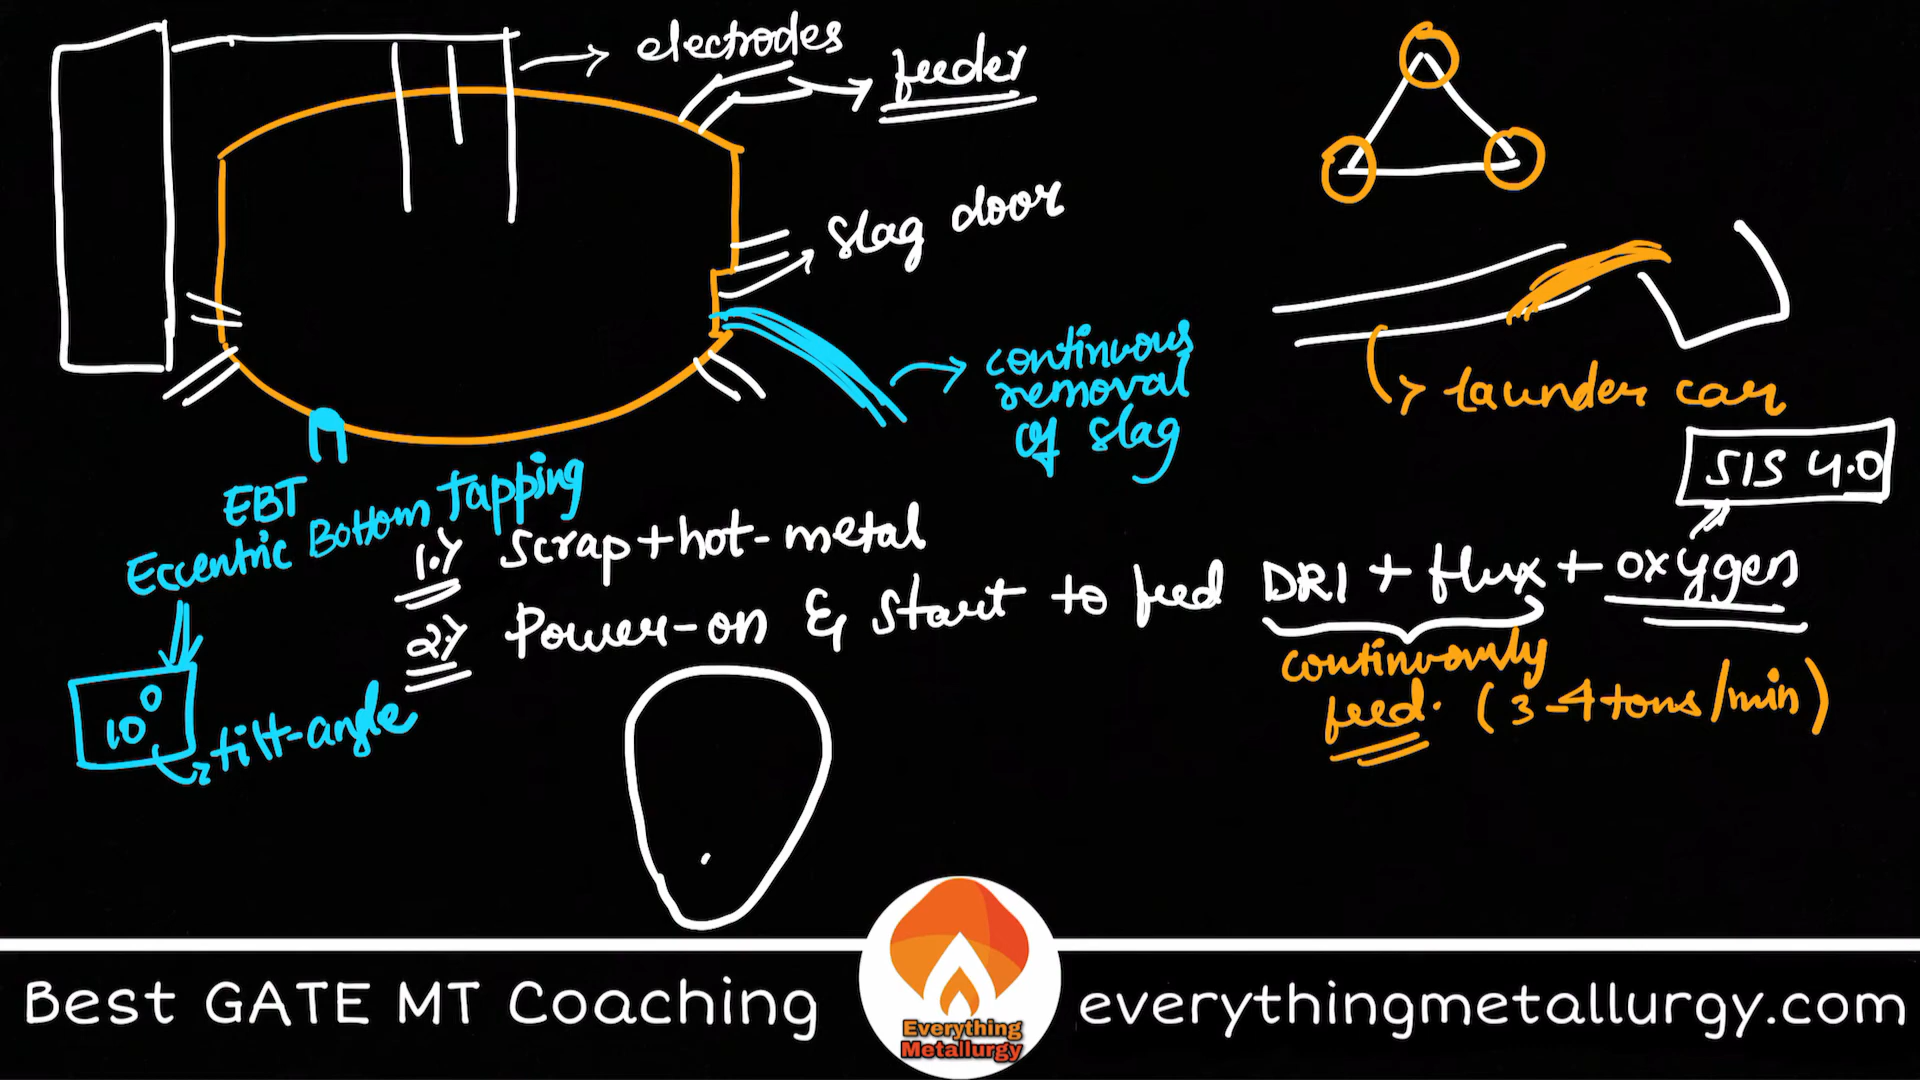 electrodes
feeder
slag door
continuous
removal
of slag
launder car
SIS 4.0
EBT
Eccentric Bottom Tapping
1.> Scrap+hot-metal
2.> Power-on & start to feed DRI + flux + oxygen
continuously
feed. (3-4 tons/min)
10°
tilt-angle
Best GATE MT Coaching
Everything
Metallurgy
everythingmetallurgy.com